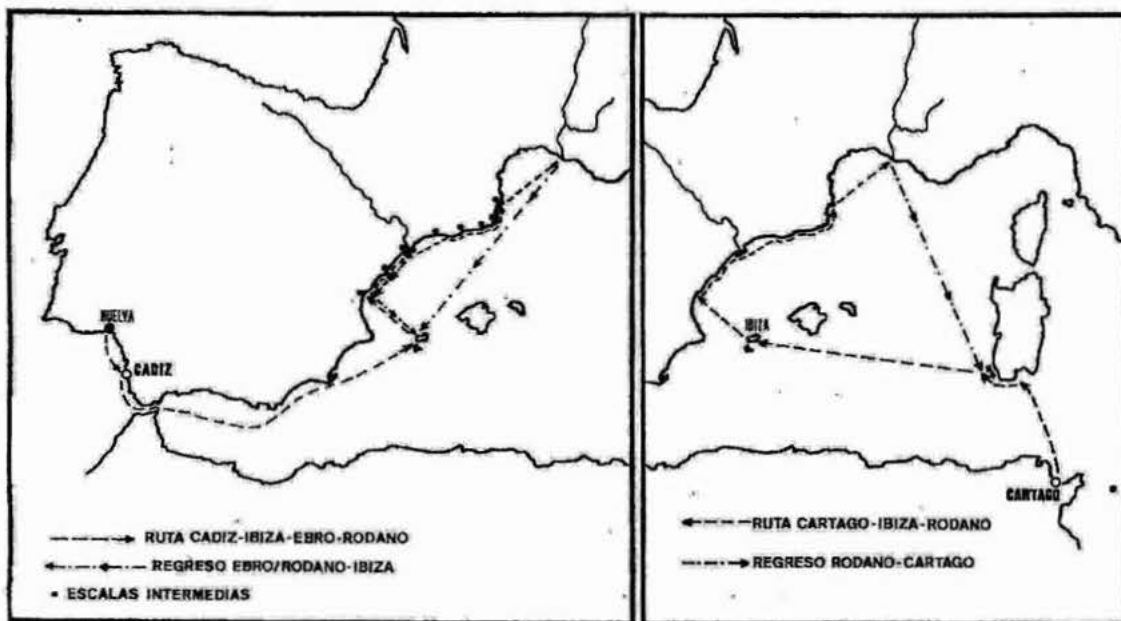 HUELVA
CADIZ
RUTA CADIZ-IBIZA-EBRO-RODANO
REGRESO EBRO/RODANO-IBIZA
ESCALAS INTERMEDIAS
IBIZA
CARTAGO
RUTA CARTAGO-IBIZA-RODANO
REGRESO RODANO-CARTAGO